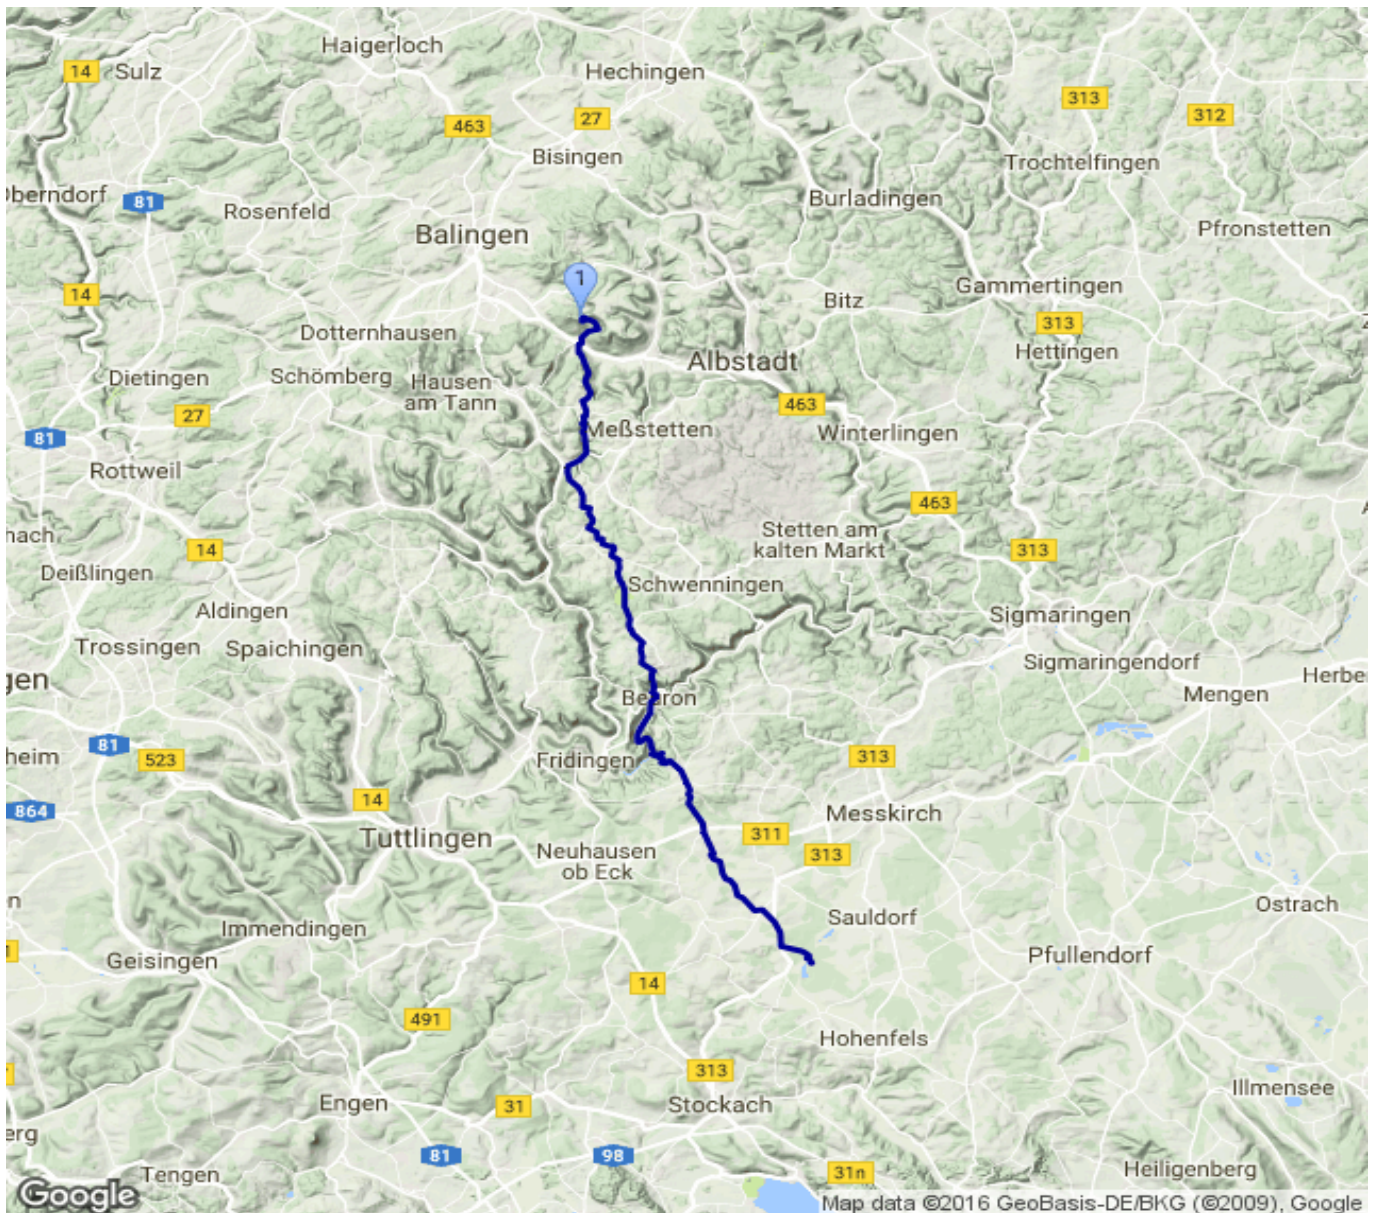 Haigerloch
14
Sulz
Hechingen
313
312
463
27
Bisingen
Trochtelfingen
Oberndorf
81
Rosenfeld
Burladingen
Balingen
Pfronstetten
1
14
Bitz
Gammertingen
Dotternhausen
313
Hettingen
Albstadt
Dietingen
Schömberg
Hausen
am Tann
27
463
81
Meßstetten
Winterlingen
Rottweil
463
Stetten am
kalten Markt
nach
14
313
Deißlingen
Schwenningen
Aldingen
Sigmaringen
Trossingen
Spaichingen
Sigmaringendorf
gen
Herbe
Mengen
Beuron
81
heim
523
Fridingen
313
14
864
Messkirch
Tuttlingen
311
Neuhausen
ob Eck
313
n
Ostrach
Immendingen
Sauldorf
1
Geisingen
Pfullendorf
14
491
Hohenfels
313
Illmensee
Engen
31
Stockach
erg
81
98
Tengen
31n
Heiligenberg
Google
Map data ©2016 GeoBasis-DE/BKG (©2009), Google